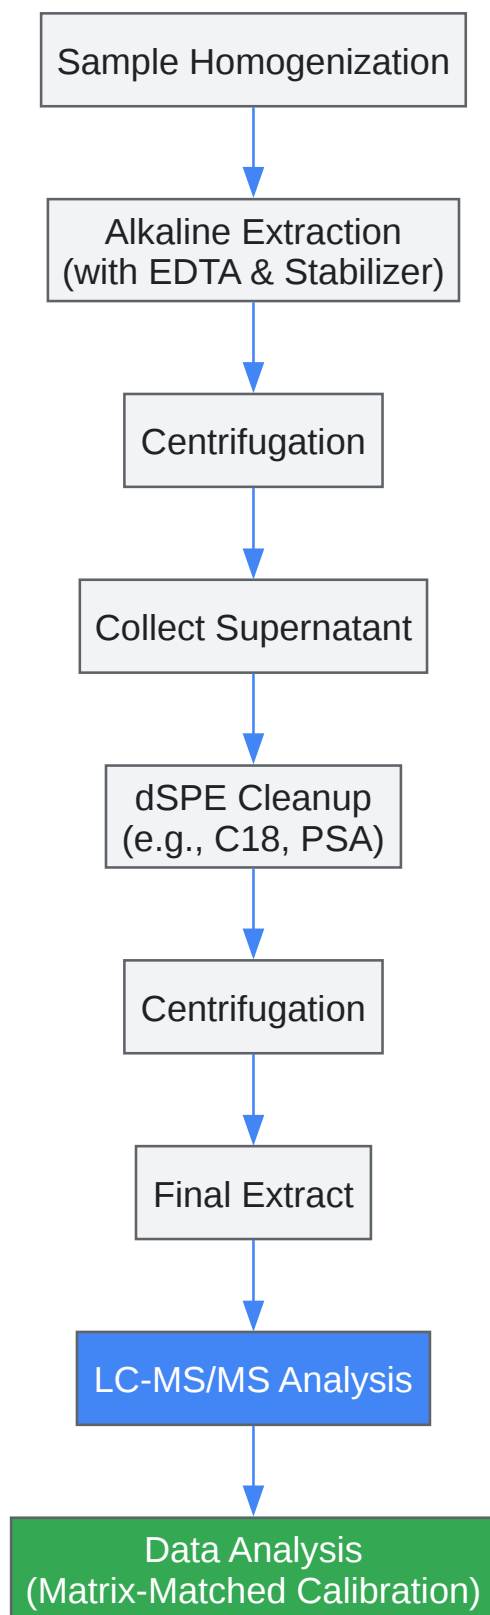 Sample Homogenization
Alkaline Extraction
(with EDTA & Stabilizer)
Centrifugation
Collect Supernatant
dSPE Cleanup
(e.g., C18, PSA)
Centrifugation
Final Extract
LC-MS/MS Analysis
Data Analysis
(Matrix-Matched Calibration)